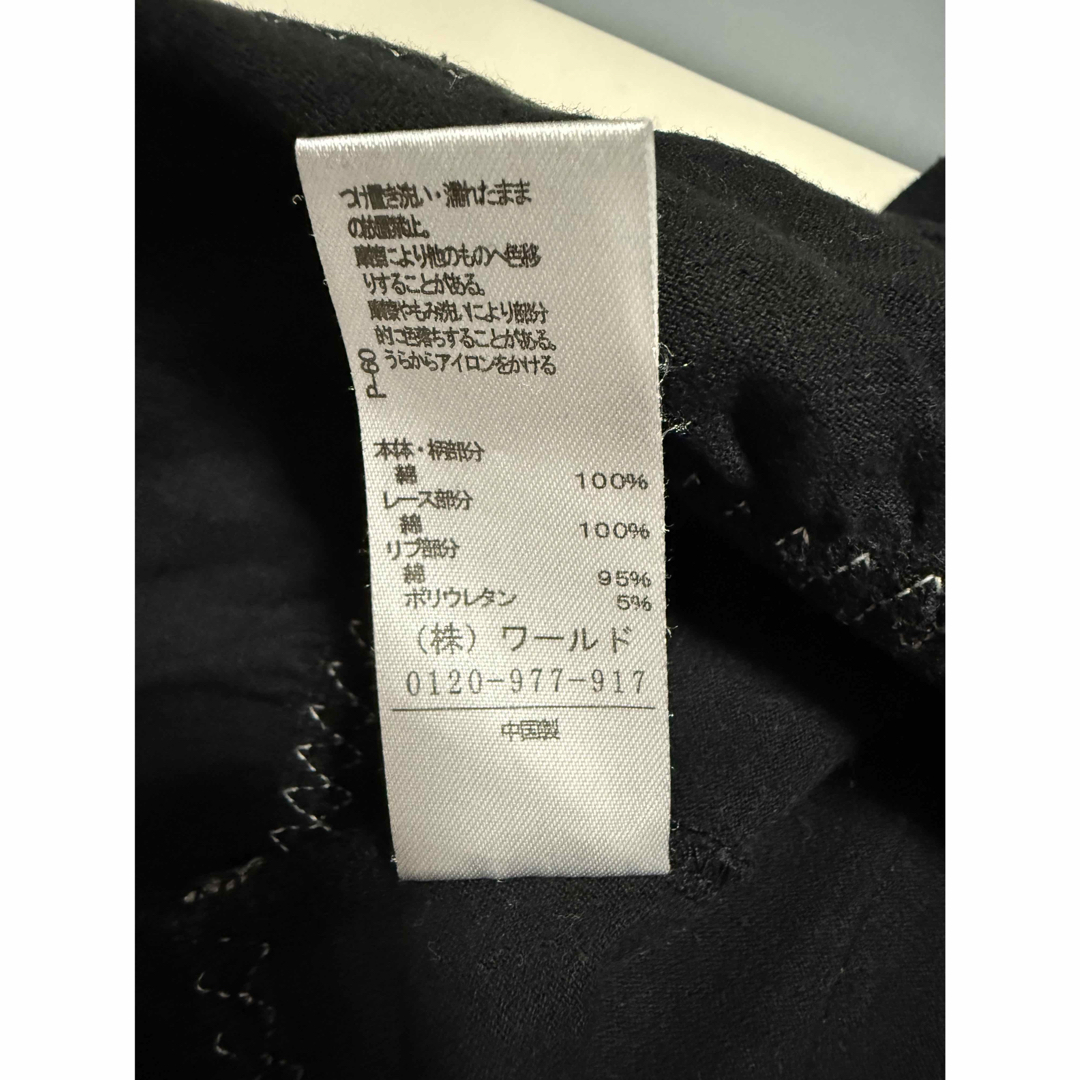 つけ置き洗い・濡れたまま
の放置禁止。
摩擦により他のものへ色移
りすることがある。
摩擦やもみ洗いにより部分
的に色落ちすることがある。
うらからアイロンをかける
P-60
本体・柄部分
綿 100%
レース部分
綿 100%
リブ部分
綿 95%
ポリウレタン 5%
(株) ワールド
0120-977-917
中国製